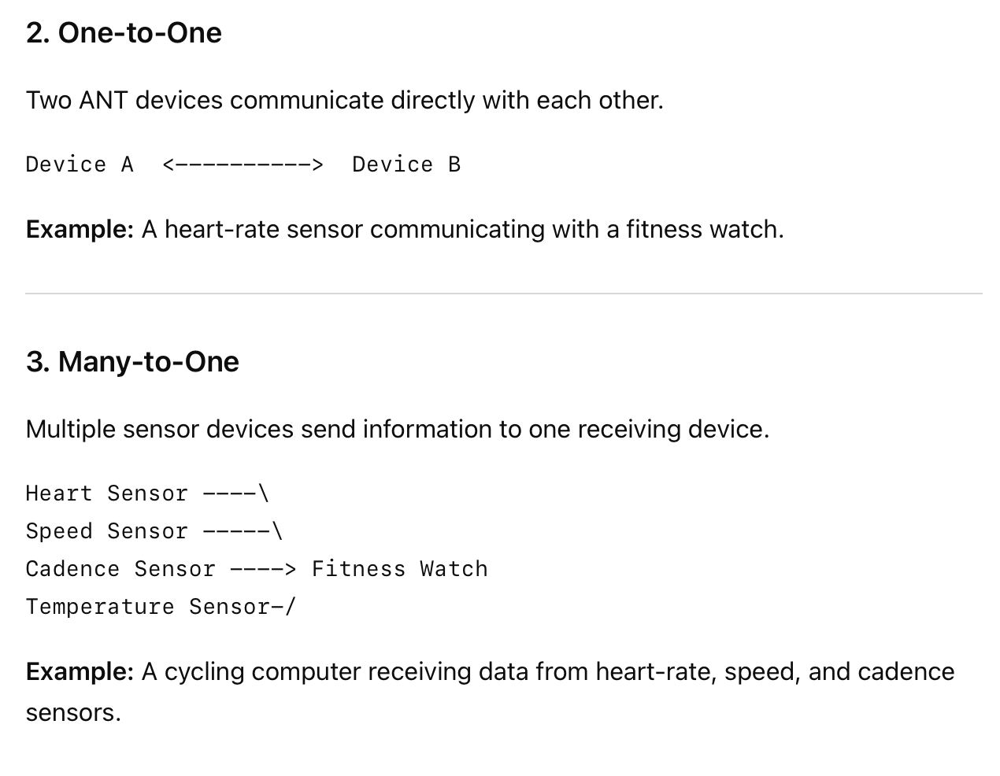 2. One-to-One
Two ANT devices communicate directly with each other.
Device A  <---------->  Device B
Example: A heart-rate sensor communicating with a fitness watch.
3. Many-to-One
Multiple sensor devices send information to one receiving device.
Heart Sensor ----\
Speed Sensor -----\
Cadence Sensor ----> Fitness Watch
Temperature Sensor-/
Example: A cycling computer receiving data from heart-rate, speed, and cadence
sensors.